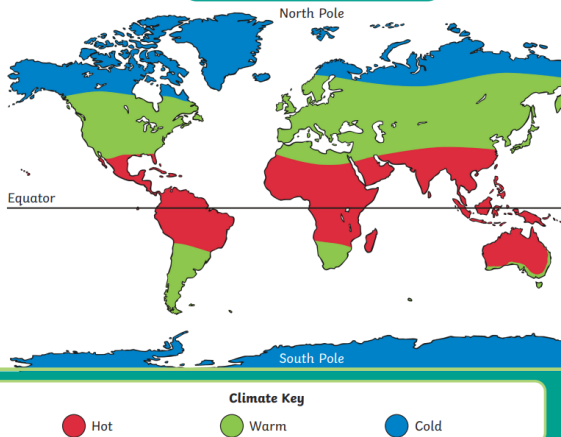 North Pole
Equator
South Pole
Climate Key
Hot Warm Cold